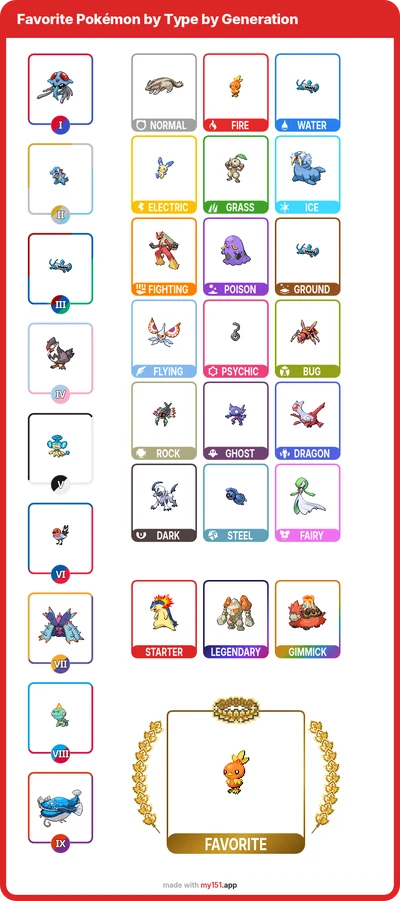 Favorite Pokémon by Type by Generation
I
NORMAL
FIRE
WATER
II
ELECTRIC
GRASS
ICE
III
FIGHTING
POISON
GROUND
IV
FLYING
PSYCHIC
BUG
V
ROCK
GHOST
DRAGON
VI
DARK
STEEL
FAIRY
VII
STARTER
LEGENDARY
GIMMICK
VIII
IX
FAVORITE
made with my151.app